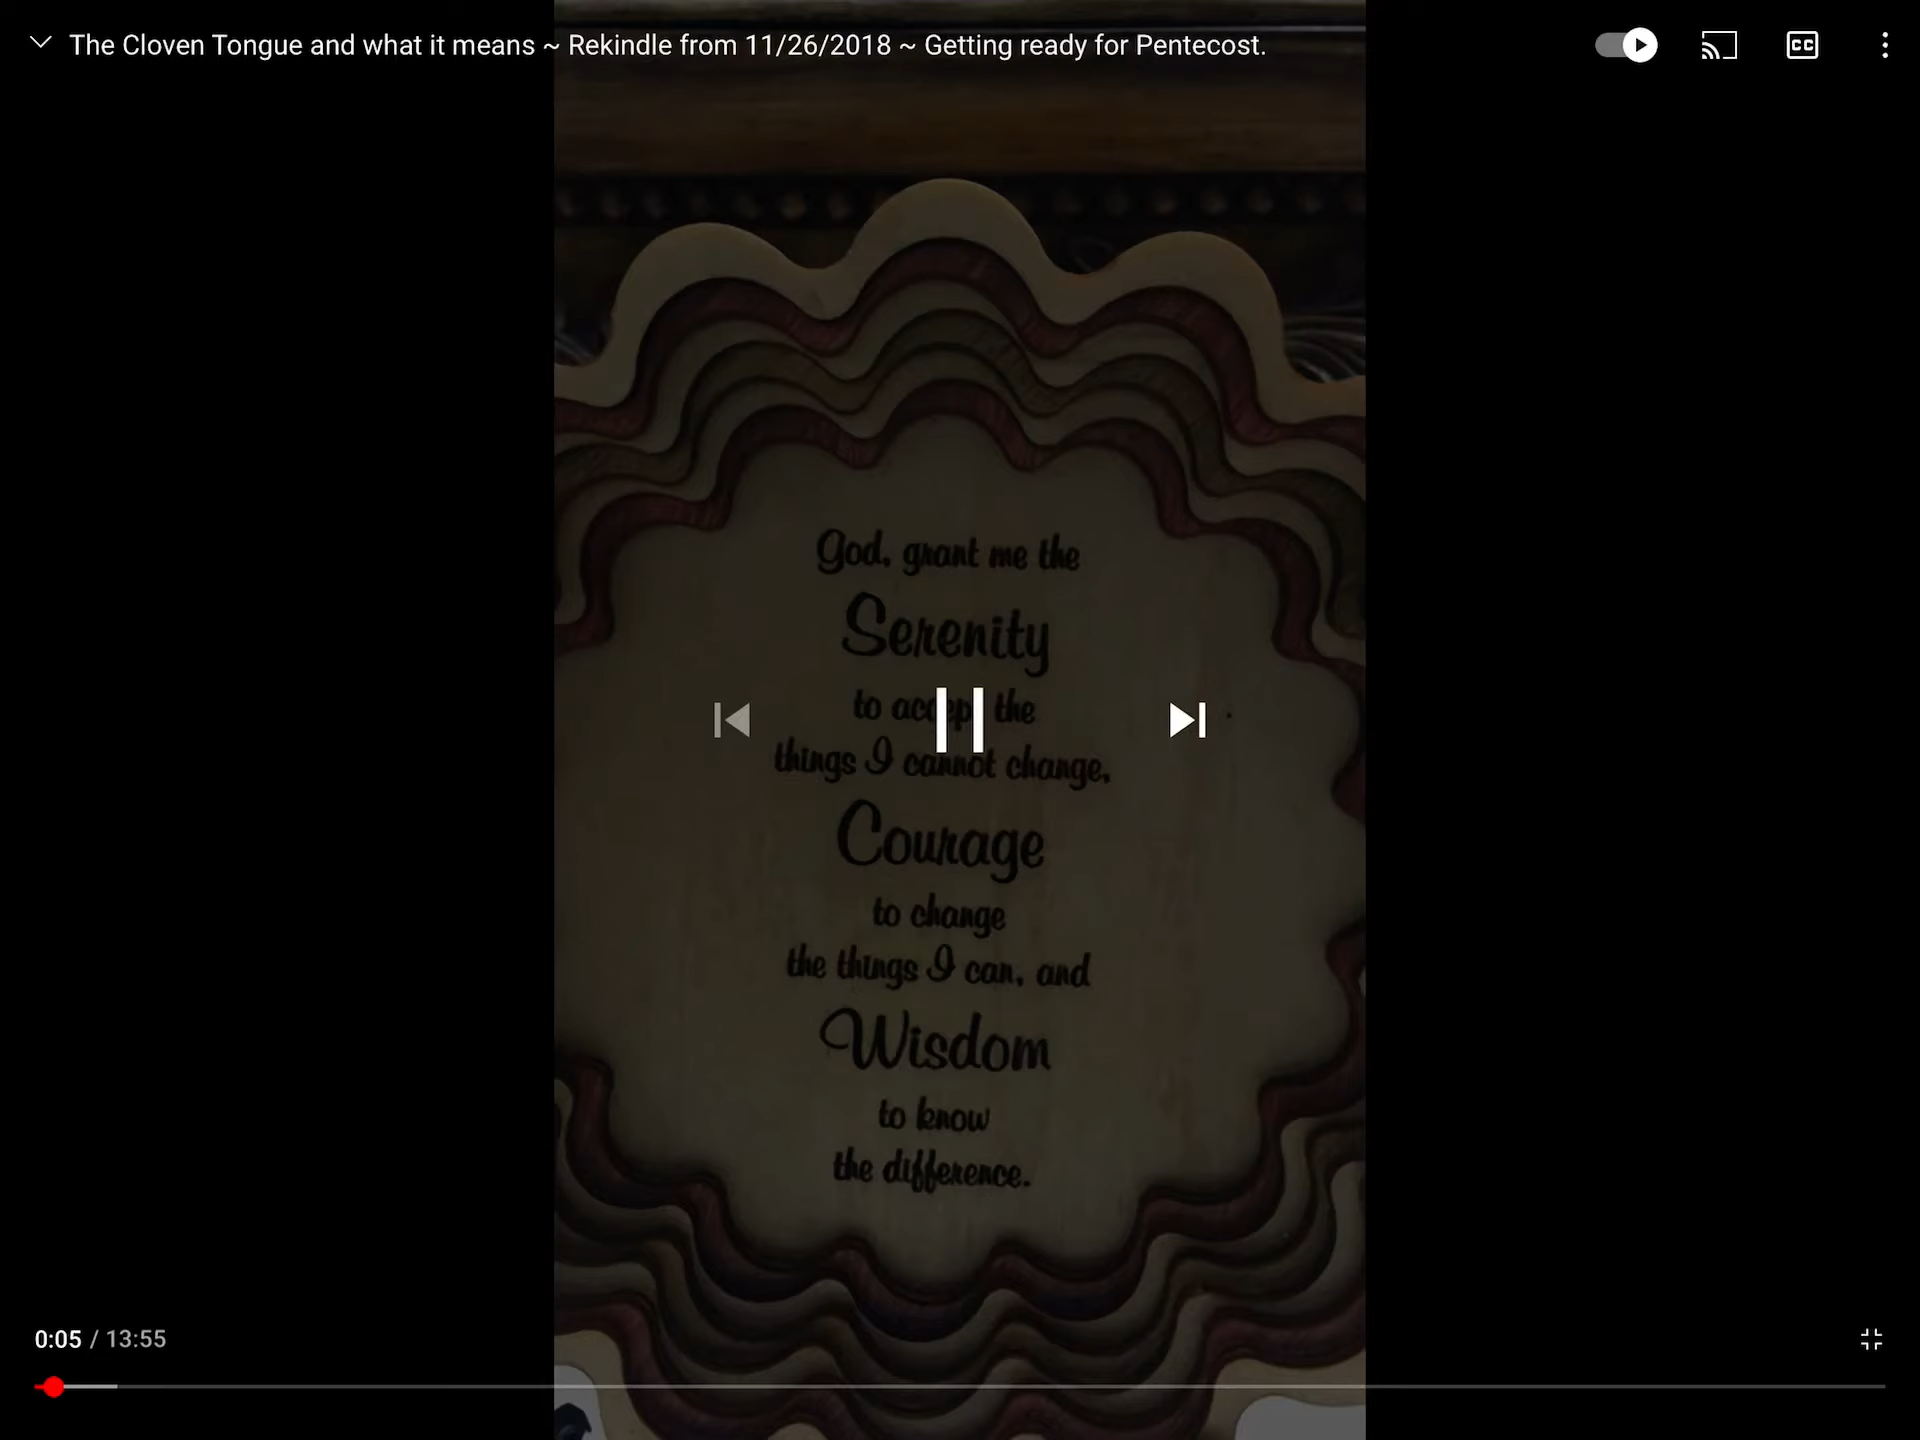 The Cloven Tongue and what it means ~ Rekindle from 11/26/2018 ~ Getting ready for Pentecost.
CC
God, grant me the
Serenity
to accept the
things I cannot change,
Courage
to change
the things I can, and
Wisdom
to know
the difference.
0:05 / 13:55